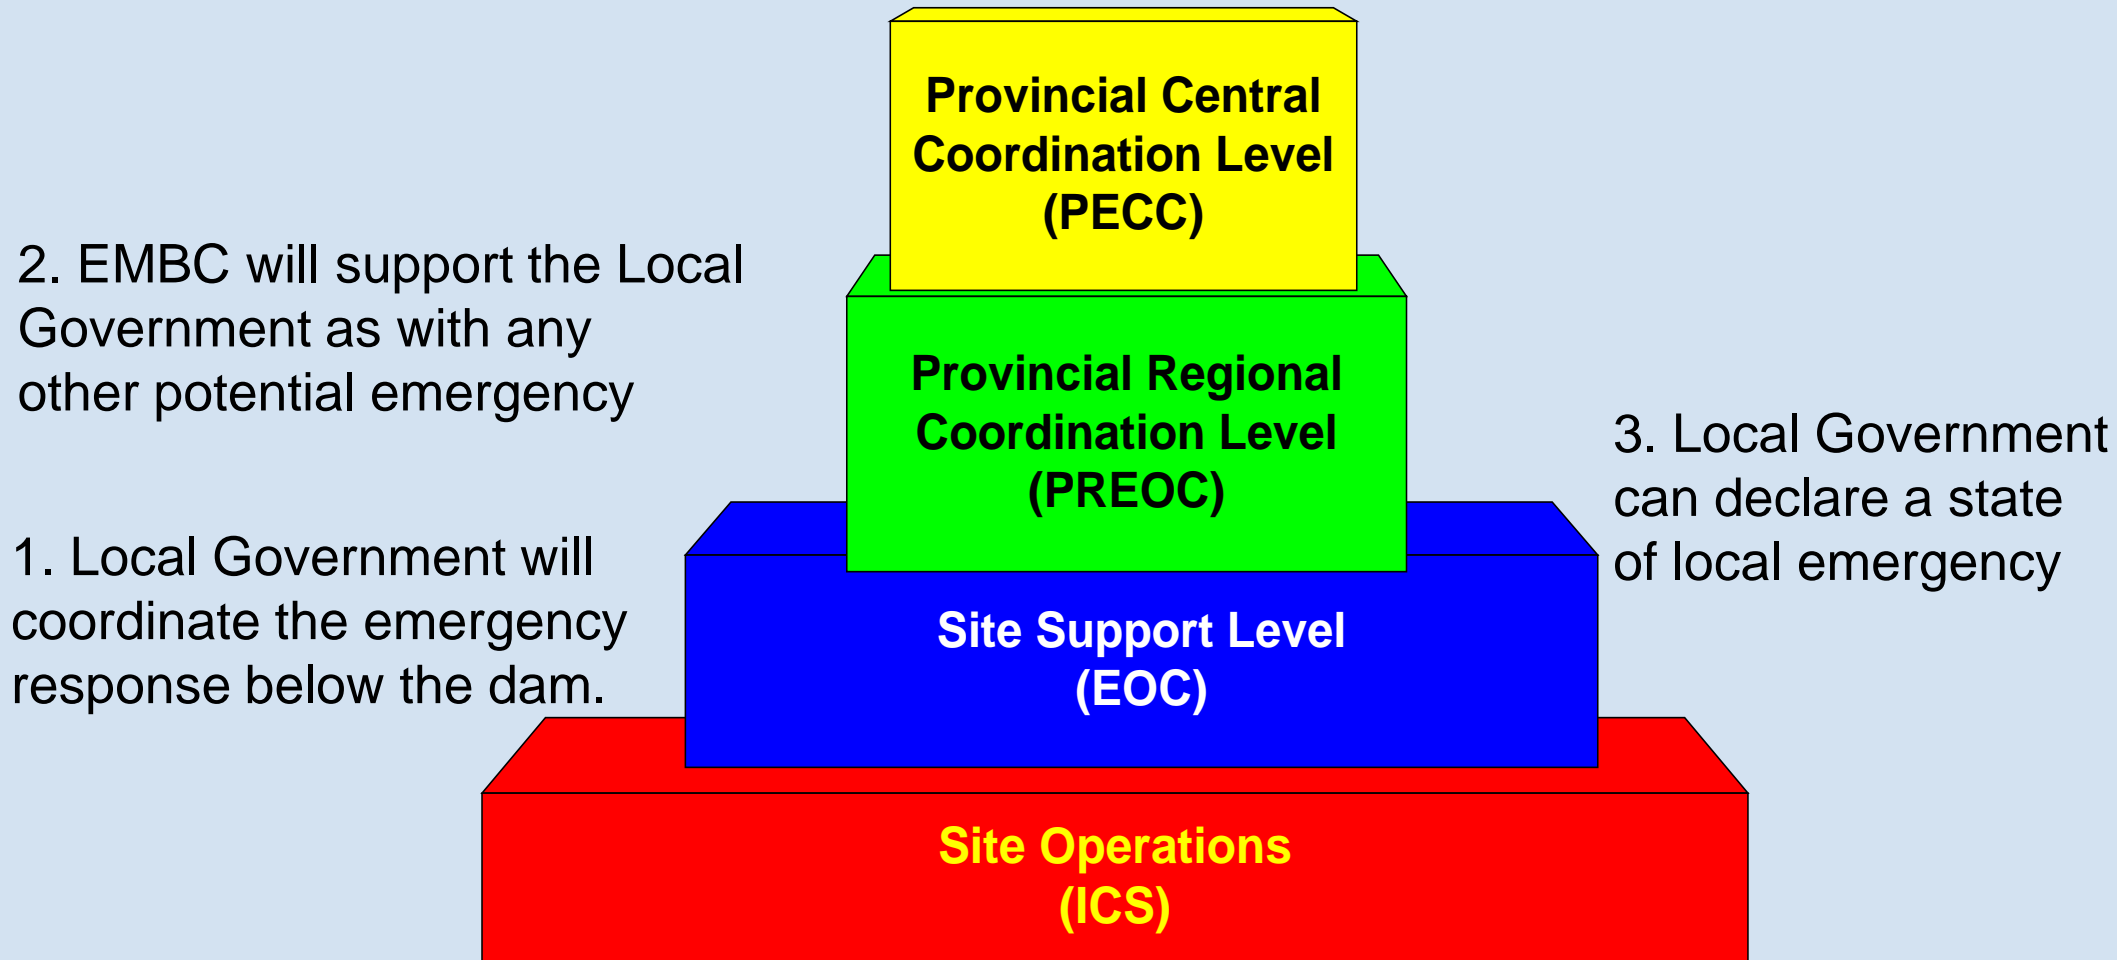 Provincial Central
Coordination Level
(PECC)
2. EMBC will support the Local
Government as with any
other potential emergency
Provincial Regional
Coordination Level
(PREOC)
3. Local Government
can declare a state
of local emergency
1. Local Government will
coordinate the emergency
response below the dam.
Site Support Level
(EOC)
Site Operations
(ICS)